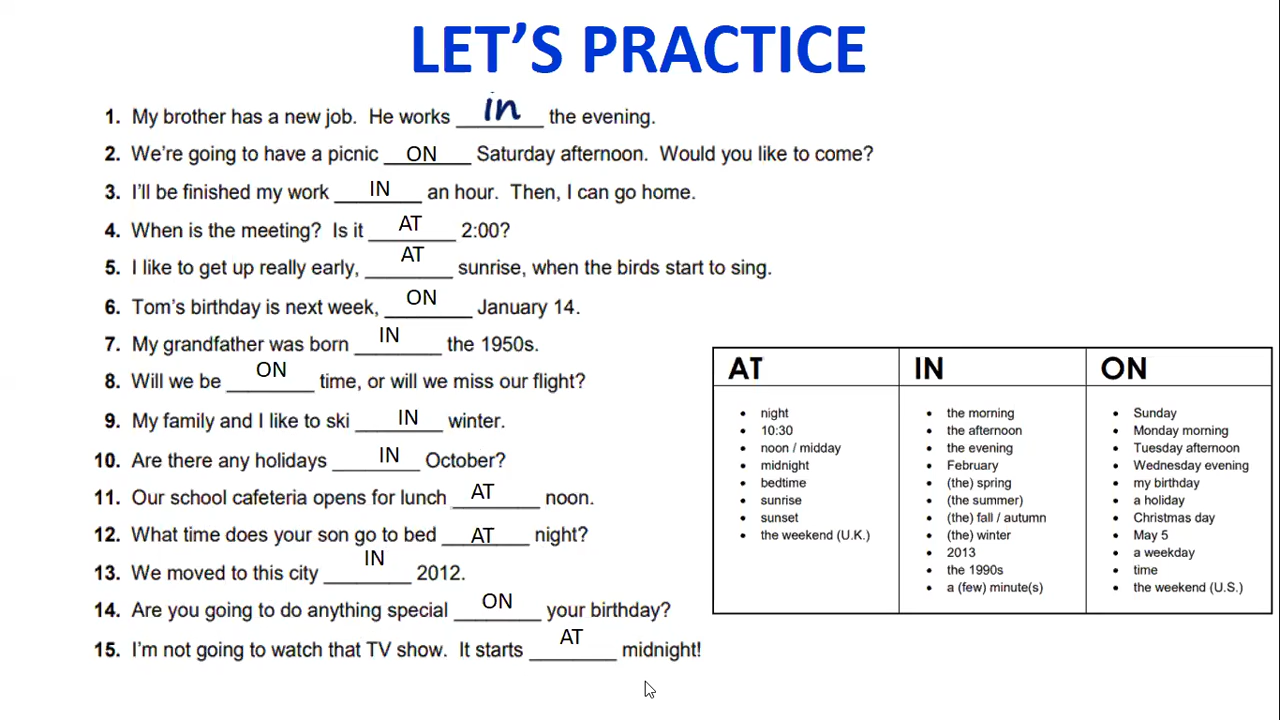 LET'S PRACTICE
1. My brother has a new job. He works in the evening.
2. We're going to have a picnic ON Saturday afternoon. Would you like to come?
3. I'll be finished my work IN an hour. Then, I can go home.
4. When is the meeting? Is it AT 2:00?
5. I like to get up really early, AT sunrise, when the birds start to sing.
6. Tom's birthday is next week, ON January 14.
7. My grandfather was born IN the 1950s.
8. Will we be ON time, or will we miss our flight?
9. My family and I like to ski IN winter.
10. Are there any holidays IN October?
11. Our school cafeteria opens for lunch AT noon.
12. What time does your son go to bed AT night?
13. We moved to this city IN 2012.
14. Are you going to do anything special ON your birthday?
15. I'm not going to watch that TV show. It starts AT midnight!
AT
• night
• 10:30
• noon / midday
• midnight
• bedtime
• sunrise
• sunset
• the weekend (U.K.)
IN
• the morning
• the afternoon
• the evening
• February
• (the) spring
• (the summer)
• (the) fall / autumn
• (the) winter
• 2013
• the 1990s
• a (few) minute(s)
ON
• Sunday
• Monday morning
• Tuesday afternoon
• Wednesday evening
• my birthday
• a holiday
• Christmas day
• May 5
• a weekday
• time
• the weekend (U.S.)